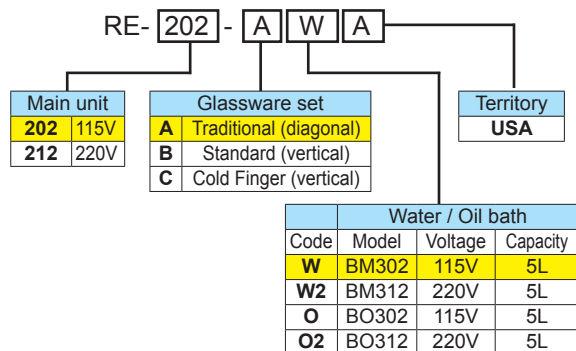 RE- 202 - A W A
Main unit
202 115V
212 220V
Glassware set
A Traditional (diagonal)
B Standard (vertical)
C Cold Finger (vertical)
Territory
USA
Water / Oil bath
Code Model Voltage Capacity
W BM302 115V 5L
W2 BM312 220V 5L
O BO302 115V 5L
O2 BO312 220V 5L